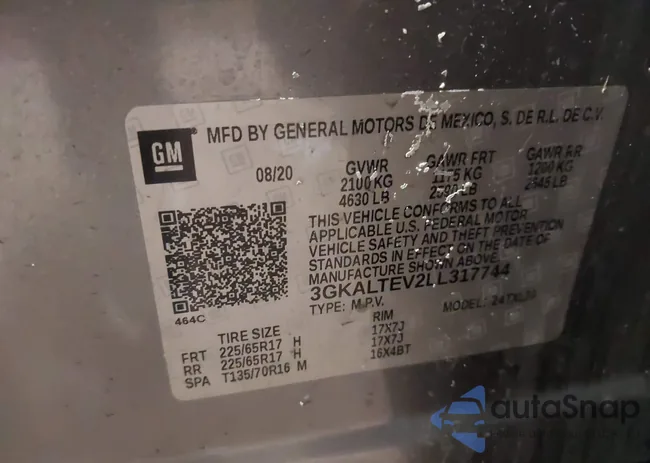 GM
MFD BY GENERAL MOTORS DE MEXICO, S. DE R.L. DE C.V.
08/20
GVWR GAWR FRT GAWR RR
2100 KG 1175 KG 1200 KG
4630 LB LB LB
THIS VEHICLE CONFORMS TO ALL
APPLICABLE U.S. FEDERAL MOTOR
VEHICLE SAFETY AND THEFT PREVENTION
STANDARDS IN EFFECT ON THE DATE OF
MANUFACTURE SHOWN ABOVE.
3GKALTEV2LL317744
TYPE: M.P.V. MODEL:
464C
TIRE SIZE RIM
FRT 225/65R17 H 17X7J
RR 225/65R17 H 17X7J
SPA T135/70R16 M 16X4BT
autoSnap